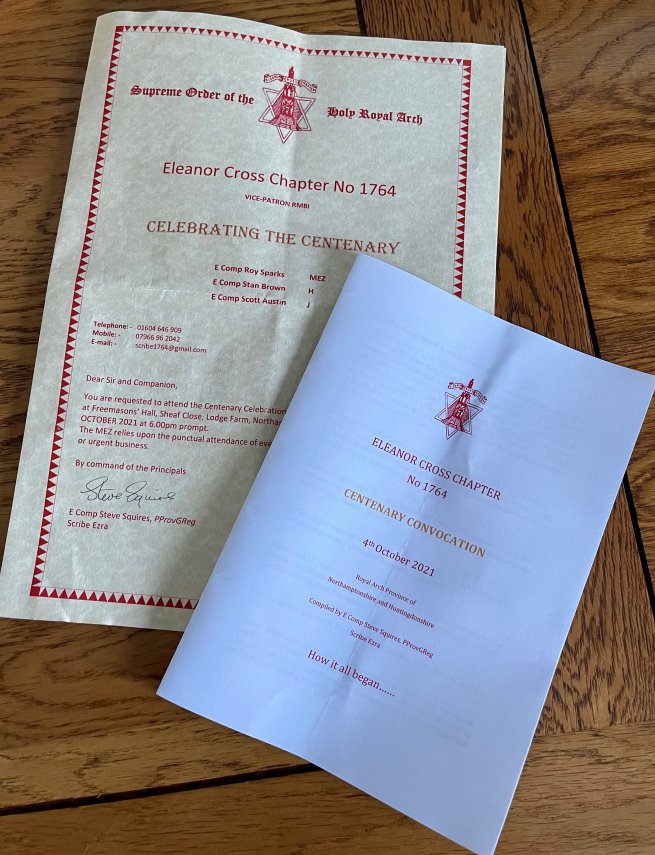 Supreme Order of the Holy Royal Arch
Eleanor Cross Chapter No 1764
VICE-PATRON RMBI
CELEBRATING THE CENTENARY
E Comp Roy Sparks MEZ
E Comp Stan Brown H
E Comp Scott Austin J
Telephone: - 01604 646 909
Mobile: - 07966 96 2042
E-mail: - scribe1764@gmail.com
Dear Sir and Companion,
You are requested to attend the Centenary Celebration
at Freemasons' Hall, Sheaf Close, Lodge Farm, Northa
OCTOBER 2021 at 6.00pm prompt.
The MEZ relies upon the punctual attendance of eve
or urgent business.
By command of the Principals
Steve Squires
E Comp Steve Squires, PProvGReg
Scribe Ezra
ELEANOR CROSS CHAPTER
No 1764
CENTENARY CONVOCATION
4th October 2021
Royal Arch Province of
Northamptonshire and Huntingdonshire
Compiled by E Comp Steve Squires, PProvGReg
Scribe Ezra
How it all began......